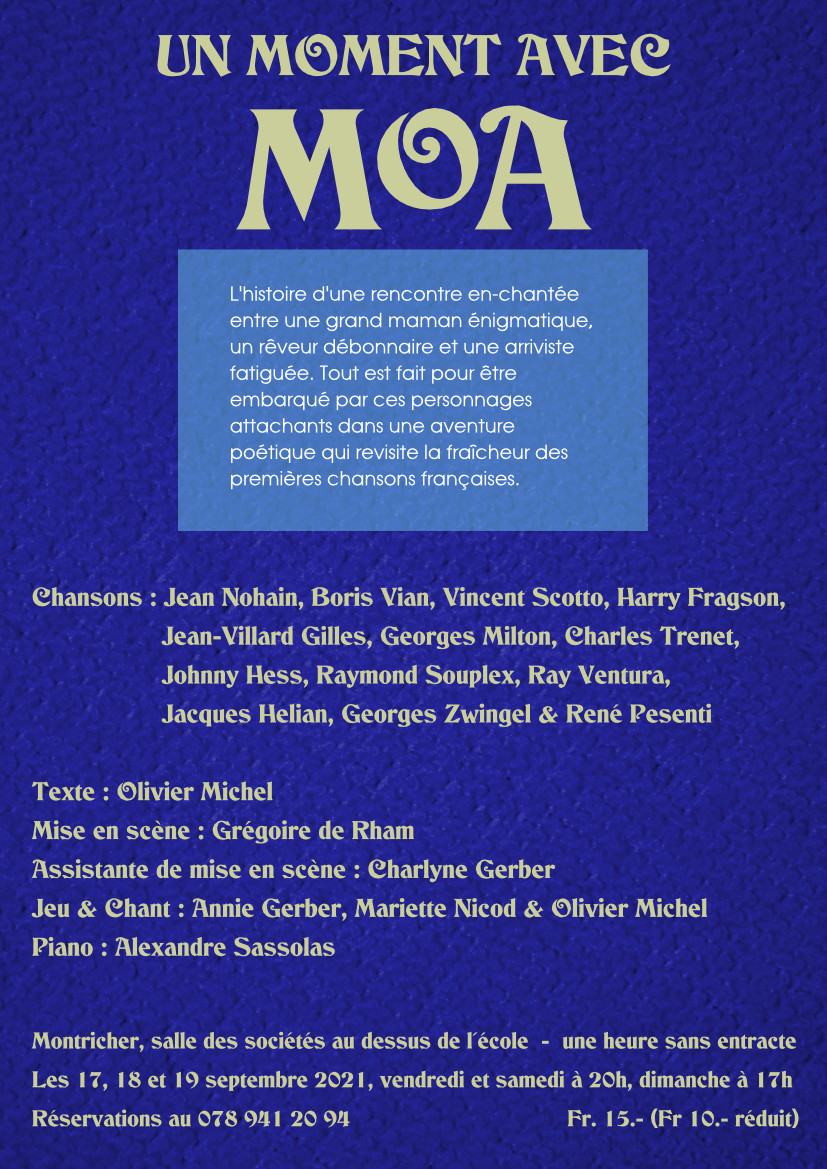 UN MOMENT AVEC
MOA
L'histoire d'une rencontre en-chantée
entre une grand maman énigmatique,
un rêveur débonnaire et une arriviste
fatiguée. Tout est fait pour être
embarqué par ces personnages
attachants dans une aventure
poétique qui revisite la fraîcheur des
premières chansons françaises.
Chansons : Jean Nohain, Boris Vian, Vincent Scotto, Harry Fragson,
Jean-Villard Gilles, Georges Milton, Charles Trenet,
Johnny Hess, Raymond Souplex, Ray Ventura,
Jacques Helian, Georges Zwingel & René Pesenti
Texte : Olivier Michel
Mise en scène : Grégoire de Rham
Assistante de mise en scène : Charlyne Gerber
Jeu & Chant : Annie Gerber, Mariette Nicod & Olivier Michel
Piano : Alexandre Sassolas
Montricher, salle des sociétés au dessus de l'école - une heure sans entracte
Les 17, 18 et 19 septembre 2021, vendredi et samedi à 20h, dimanche à 17h
Réservations au 078 941 20 94 Fr. 15.- (Fr 10.- réduit)